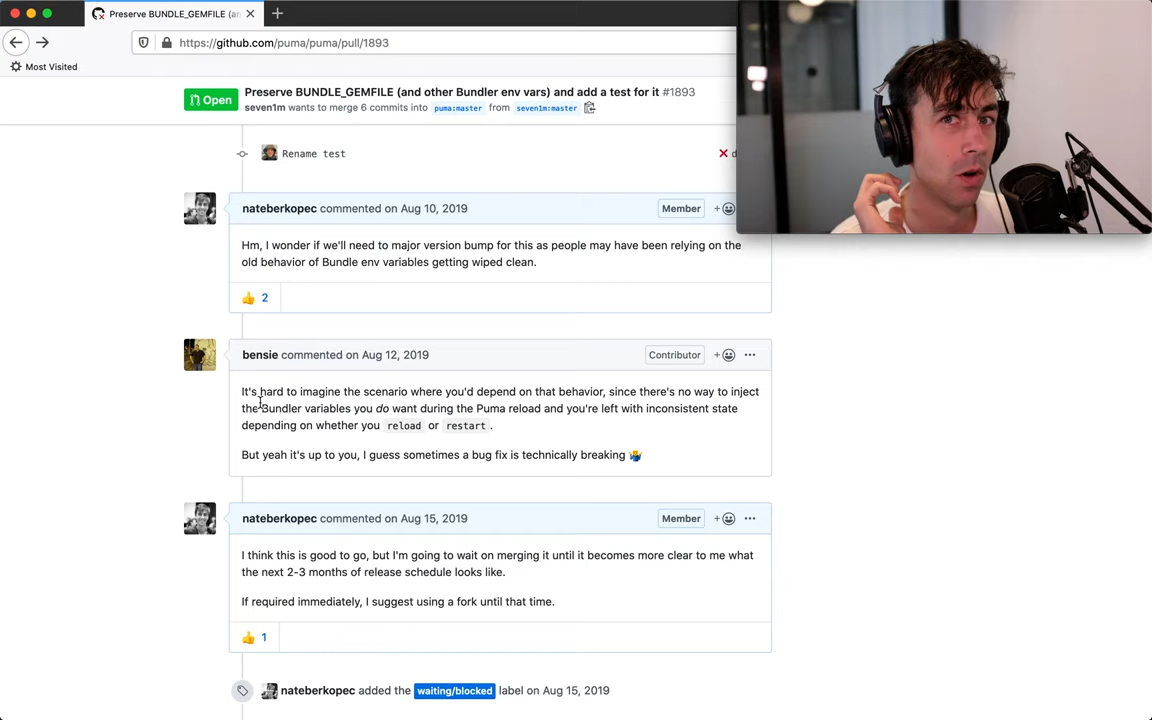 Preserve BUNDLE_GEMFILE (an
https://github.com/puma/puma/pull/1893
Most Visited
Open
Preserve BUNDLE_GEMFILE (and other Bundler env vars) and add a test for it #1893
seven1m wants to merge 6 commits into puma:master from seven1m:master
Rename test
nateberkopec commented on Aug 10, 2019
Member
Hm, I wonder if we'll need to major version bump for this as people may have been relying on the
old behavior of Bundle env variables getting wiped clean.
2
bensie commented on Aug 12, 2019
Contributor
It's hard to imagine the scenario where you'd depend on that behavior, since there's no way to inject
the Bundler variables you do want during the Puma reload and you're left with inconsistent state
depending on whether you reload or restart.
But yeah it's up to you, I guess sometimes a bug fix is technically breaking 🤷‍♂️
nateberkopec commented on Aug 15, 2019
Member
I think this is good to go, but I'm going to wait on merging it until it becomes more clear to me what
the next 2-3 months of release schedule looks like.
If required immediately, I suggest using a fork until that time.
1
nateberkopec added the waiting/blocked label on Aug 15, 2019